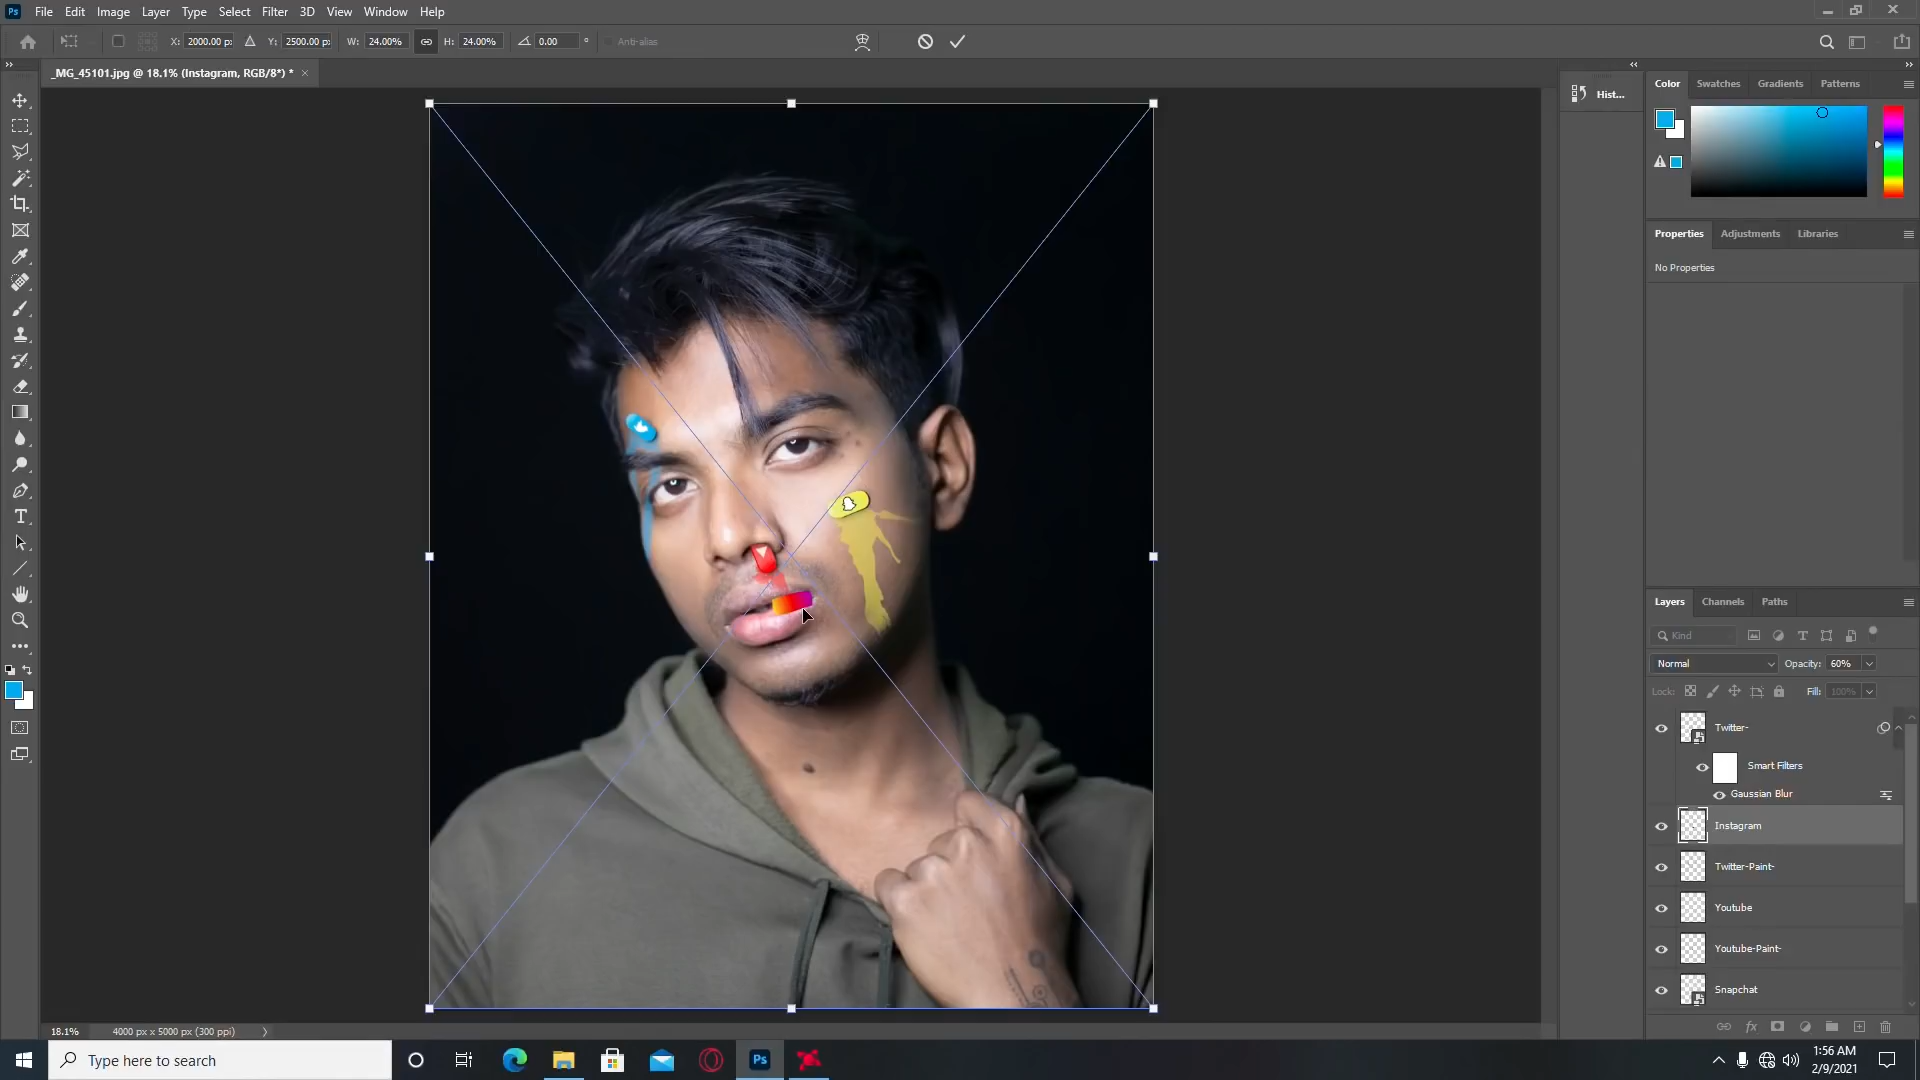 Ps File Edit Image Layer Type Select Filter 3D View Window Help
X: 2000.00 p: Y: 2500.00 p: W: 24.00% H: 24.00% 0.00 ° Anti-alias
_MG_45101.jpg @ 18.1% (Instagram, RGB/8*) * ×
Hist...
Color Swatches Gradients Patterns
Properties Adjustments Libraries
No Properties
Layers Channels Paths
Kind
Normal Opacity: 60%
Lock: Fill: 100%
Twitter-
Smart Filters
Gaussian Blur
Instagram
Twitter-Paint-
Youtube
Youtube-Paint-
Snapchat
fx
18.1% 4000 px x 5000 px (300 ppi)
Type here to search
Ps
1:56 AM
2/9/2021